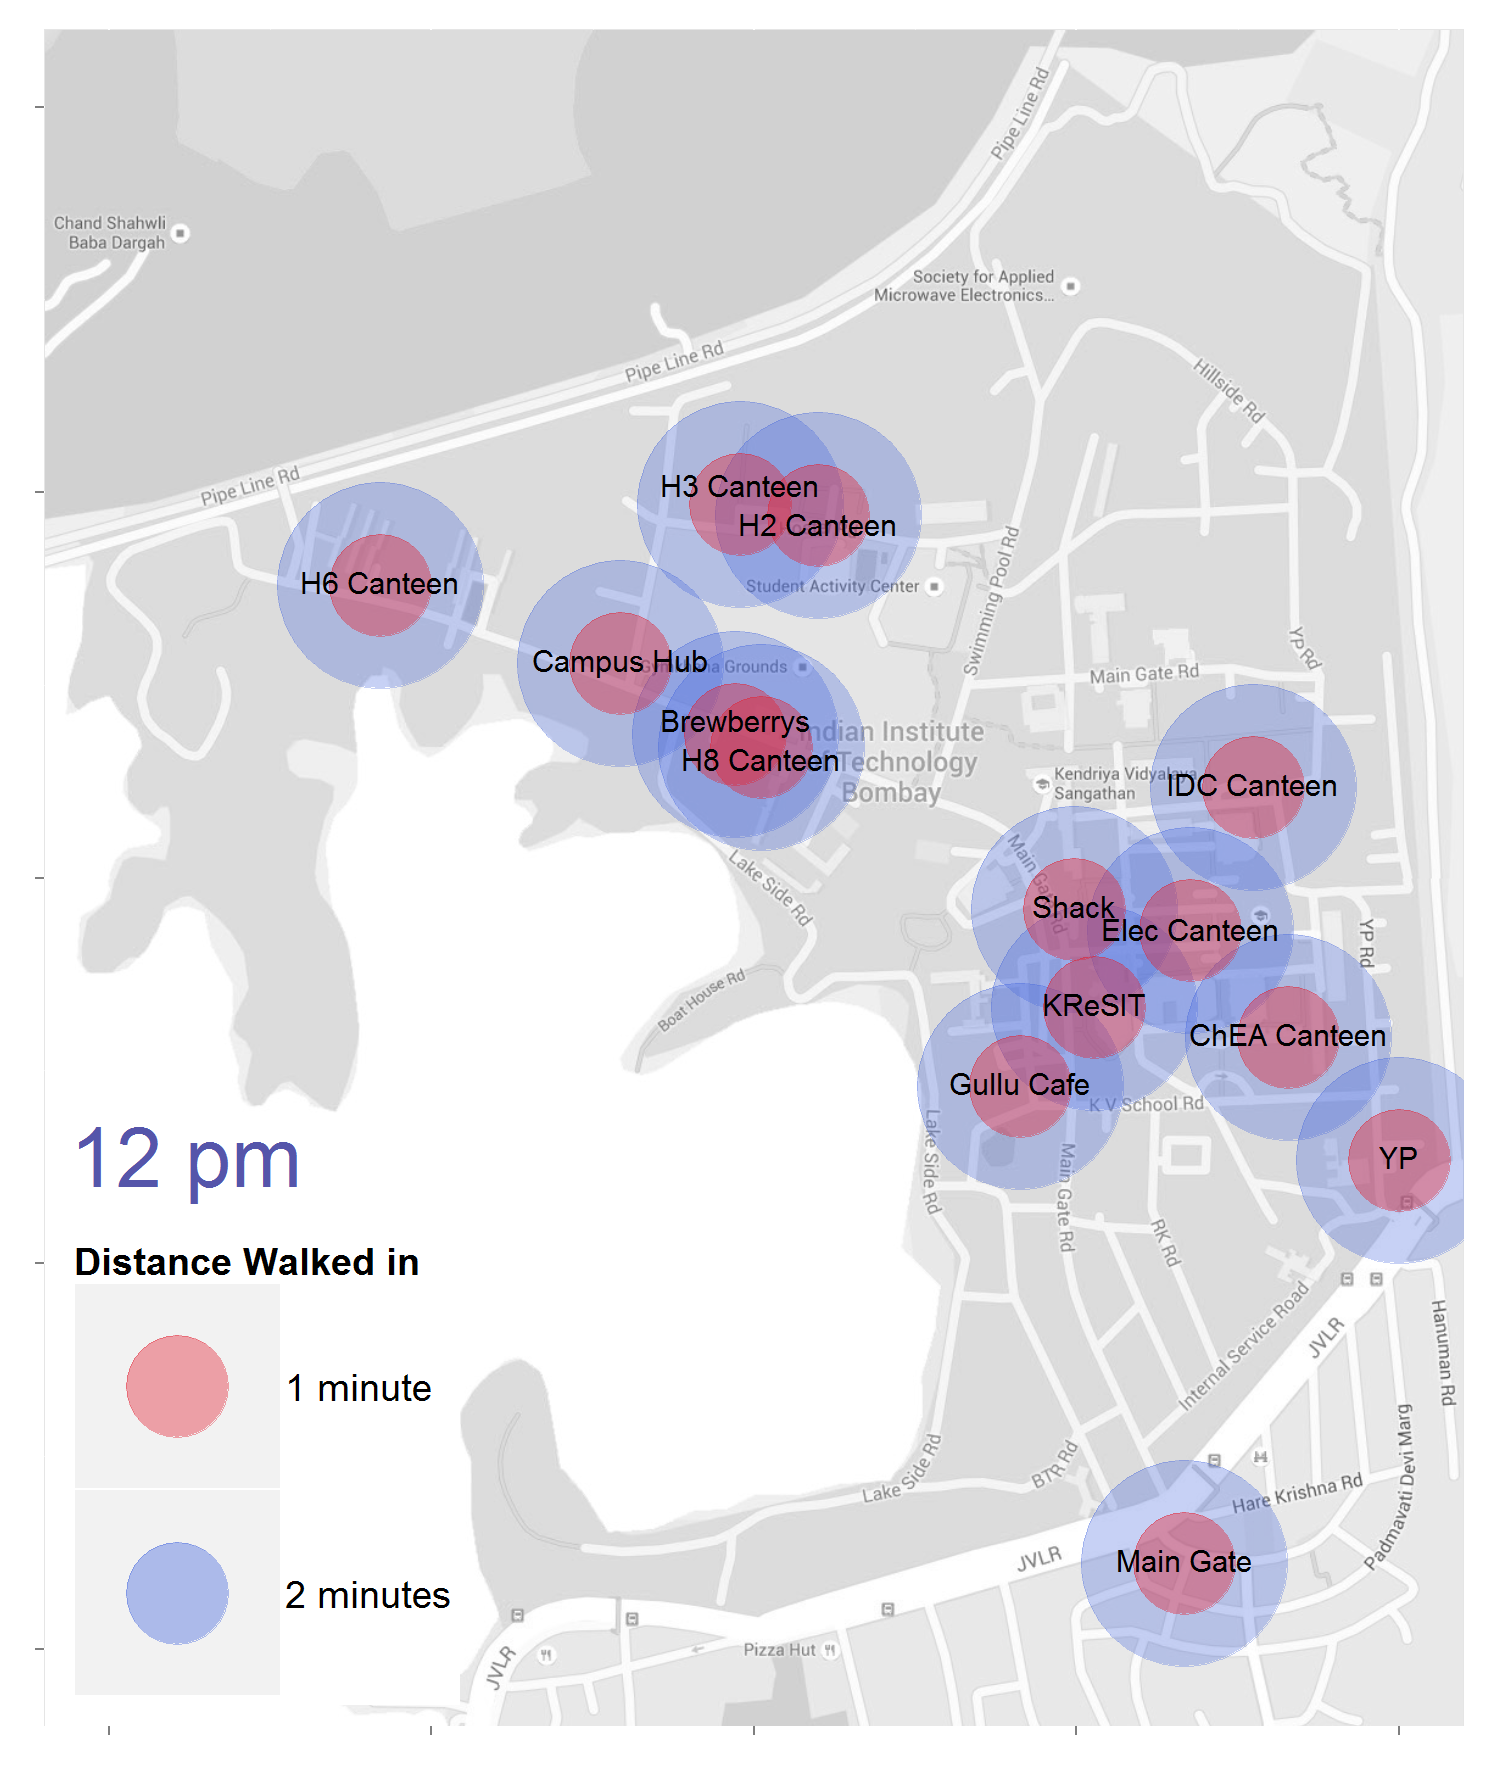 Pipe Line Rd
Chand Shahwli
Baba Dargah
Society for Applied
Microwave Electronics...
Pipe Line Rd
Hillside Rd
Pipe Line Rd
H3 Canteen
H2 Canteen
H6 Canteen
Student Activity Center
Swimming Pool Rd
Campus Hub
Grounds
YP Rd
Main Gate Rd
Brewberrys
Indian Institute
of Technology
Bombay
H8 Canteen
Kendriya Vidyalaya
Sangathan
IDC Canteen
Lake Side Rd
Main Gate Rd
Shack
Elec Canteen
YP Rd
Boat House Rd
KReSIT
ChEA Canteen
Gullu Cafe
K V School Rd
Lake Side Rd
Main Gate Rd
YP
12 pm
RK Rd
Distance Walked in
1 minute
2 minutes
Internal Service Road
JVLR
Hanuman Rd
Padmavati Devi Marg
Lake Side Rd
BTR Rd
Hare Krishna Rd
JVLR
Main Gate
Pizza Hut
JVLR